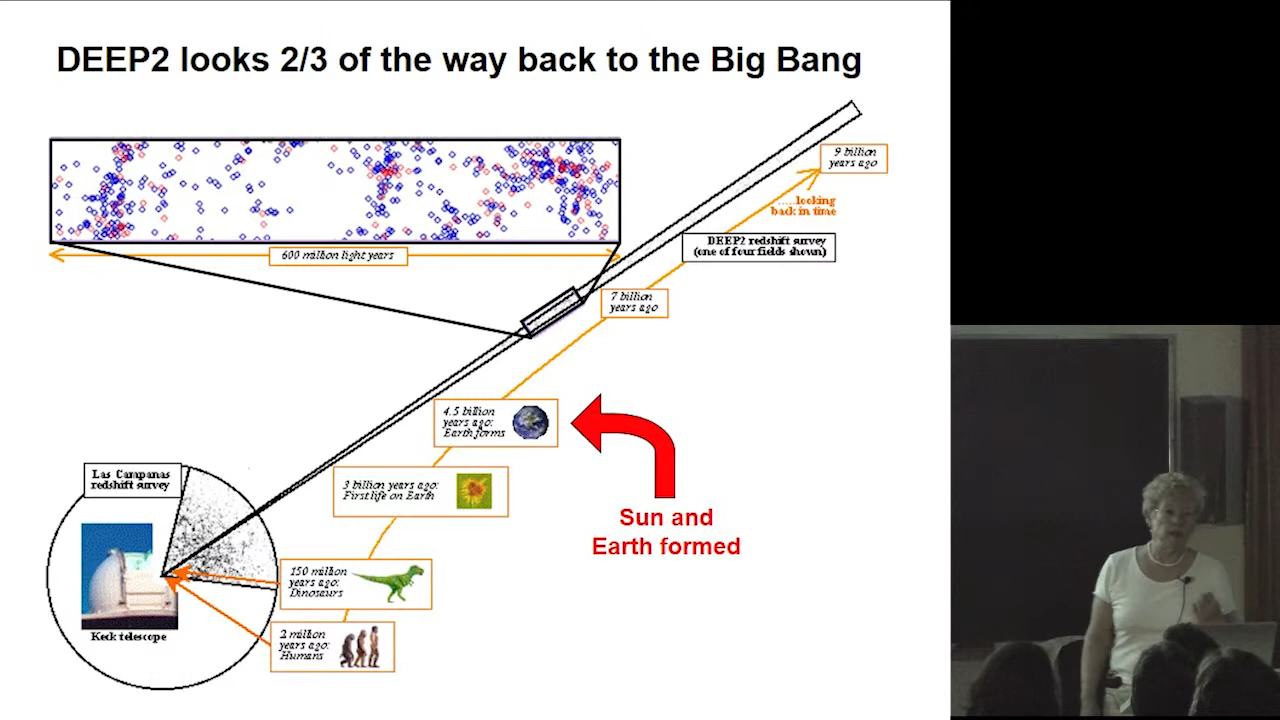 DEEP2 looks 2/3 of the way back to the Big Bang
9 billion
years ago
.....looking
back in time
DEEP2 redshift survey
(one of four fields shown)
600 million light years
7 billion
years ago
4.5 billion
years ago:
Earth forms
3 billion years ago:
First life on Earth
Sun and
Earth formed
Las Campanas
redshift survey
150 million
years ago:
Dinosaurs
Keck telescope
2 million
years ago:
Humans